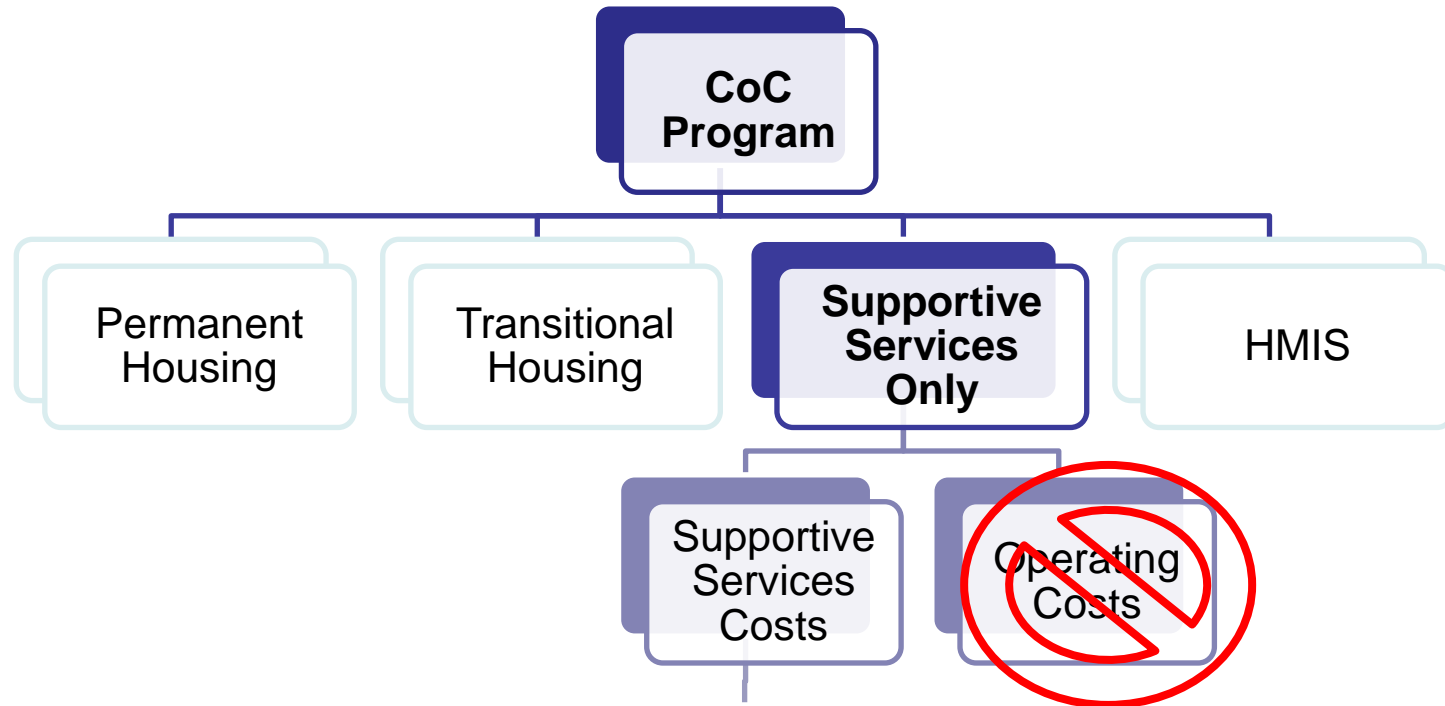 CoC
Program
Permanent
Housing
Transitional
Housing
Supportive
Services
Only
HMIS
Supportive
Services
Costs
Operating
Costs